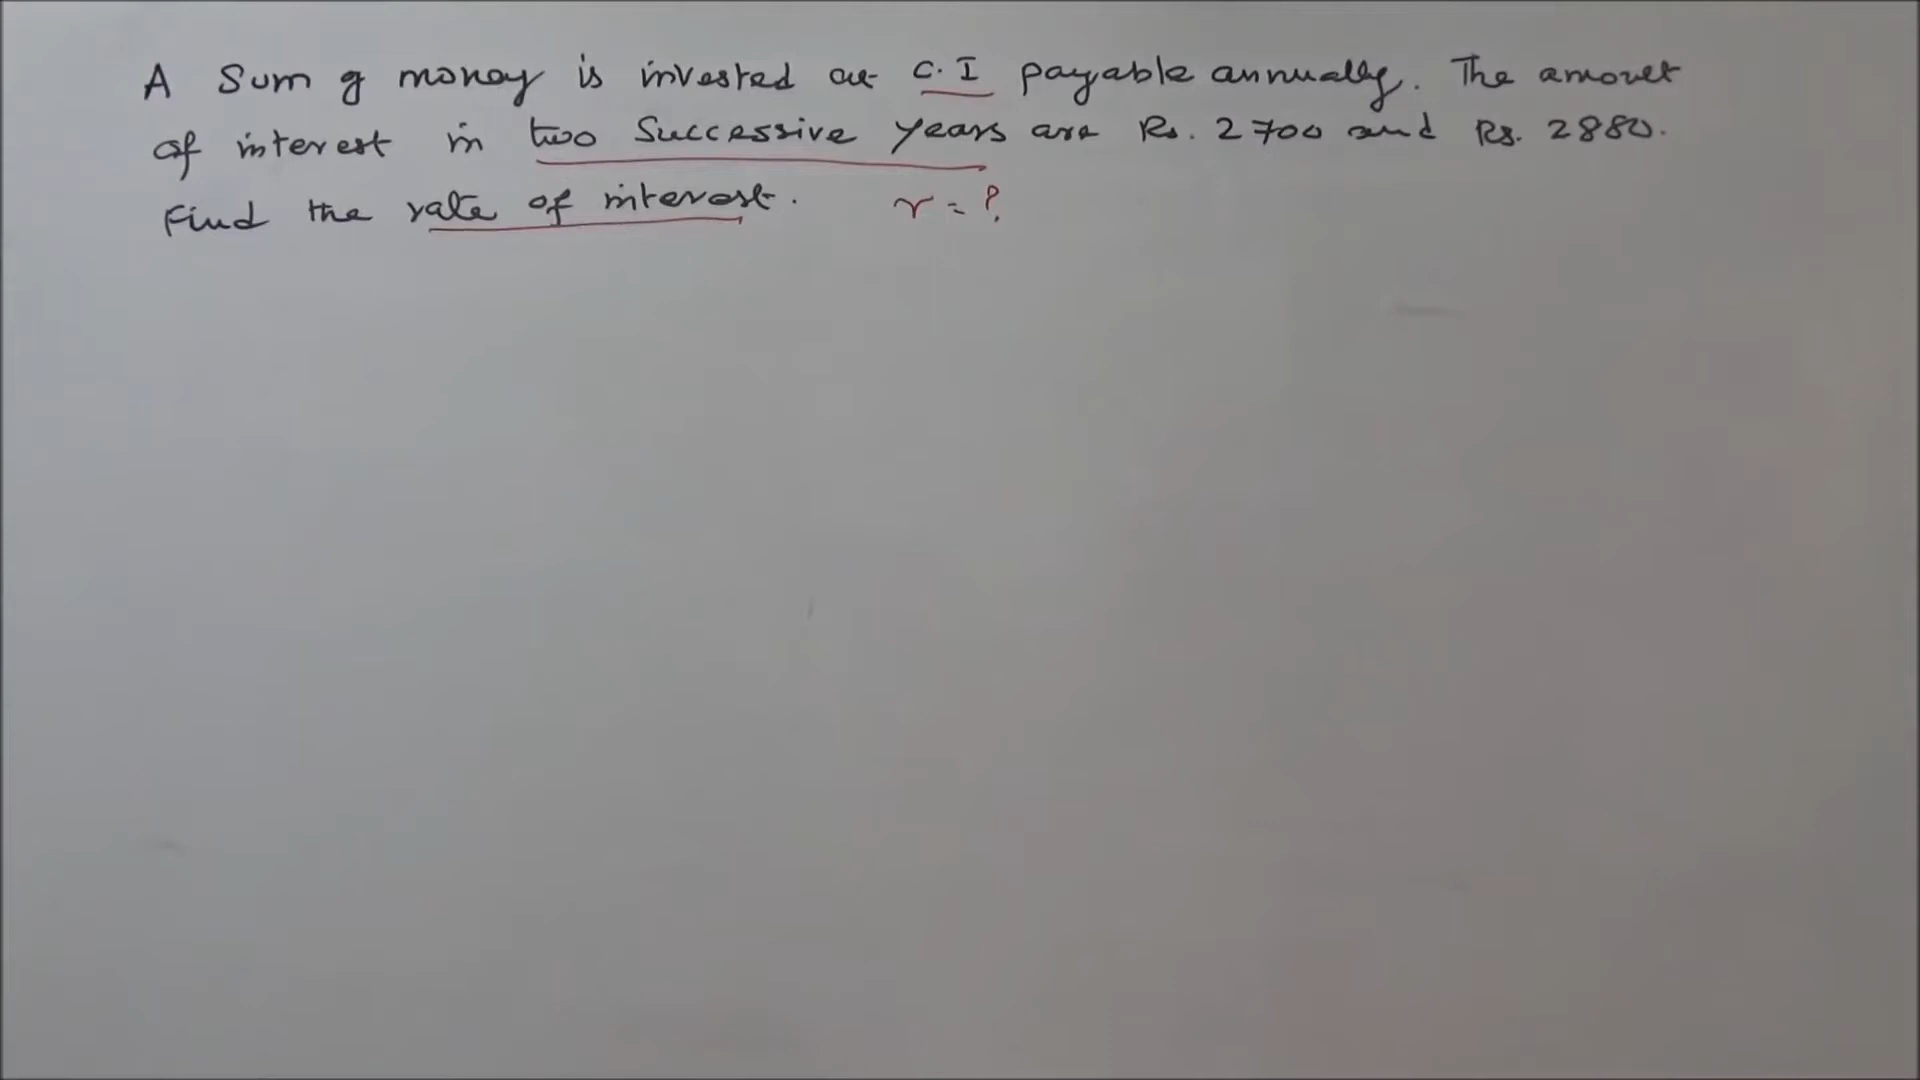 A Sum of money is invested at C.I payable annually. The amount
of interest in two Successive years are Rs. 2700 and Rs. 2880.
Find the rate of interest. r = ?